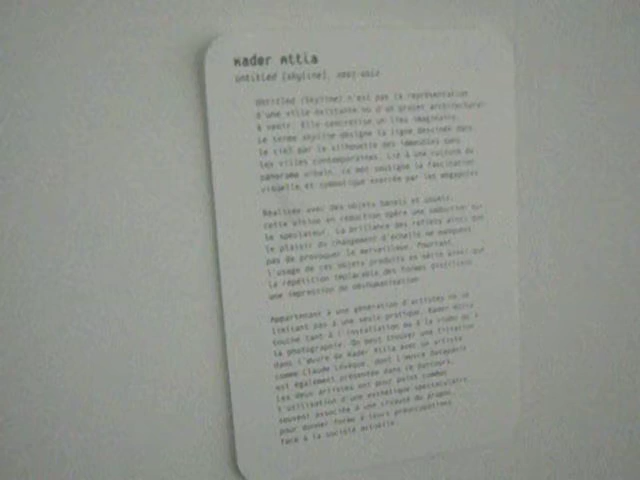 Kader Attia
Untitled (Skyline), 2007-2012
Untitled (Skyline) n'est pas la représentation
d'une ville existante ou d'un projet architectural
à venir. Elle concrétise un lieu imaginaire.
Le terme skyline désigne la ligne dessinée dans
le ciel par la silhouette des immeubles dans
les villes contemporaines. Lié à une culture du
panorama urbain, ce mot souligne la fascination
visuelle et symbolique exercée par les mégapoles.
Réalisée avec des objets banals et usuels,
cette vision en réduction opère une séduction sur
le spectateur. La brillance des reflets ainsi que
le plaisir du changement d'échelle ne manquent
pas de provoquer le merveilleux. Pourtant,
l'usage de ces objets produits en série ainsi que
la répétition implacable des formes distillent
une impression de déshumanisation.
Appartenant à une génération d'artistes ne se
limitant pas à une seule pratique, Kader Attia
touche tant à l'installation ou à la vidéo qu'à
la photographie. On peut trouver une filiation
dans l'œuvre de Kader Attia avec un artiste
comme Claude Lévêque, dont l'œuvre
est également présentée dans ce parcours.
Les deux artistes ont pour point commun
l'utilisation d'une esthétique spectaculaire
souvent associée à une crudité du propos,
pour donner forme à leurs préoccupations
face à la société actuelle.